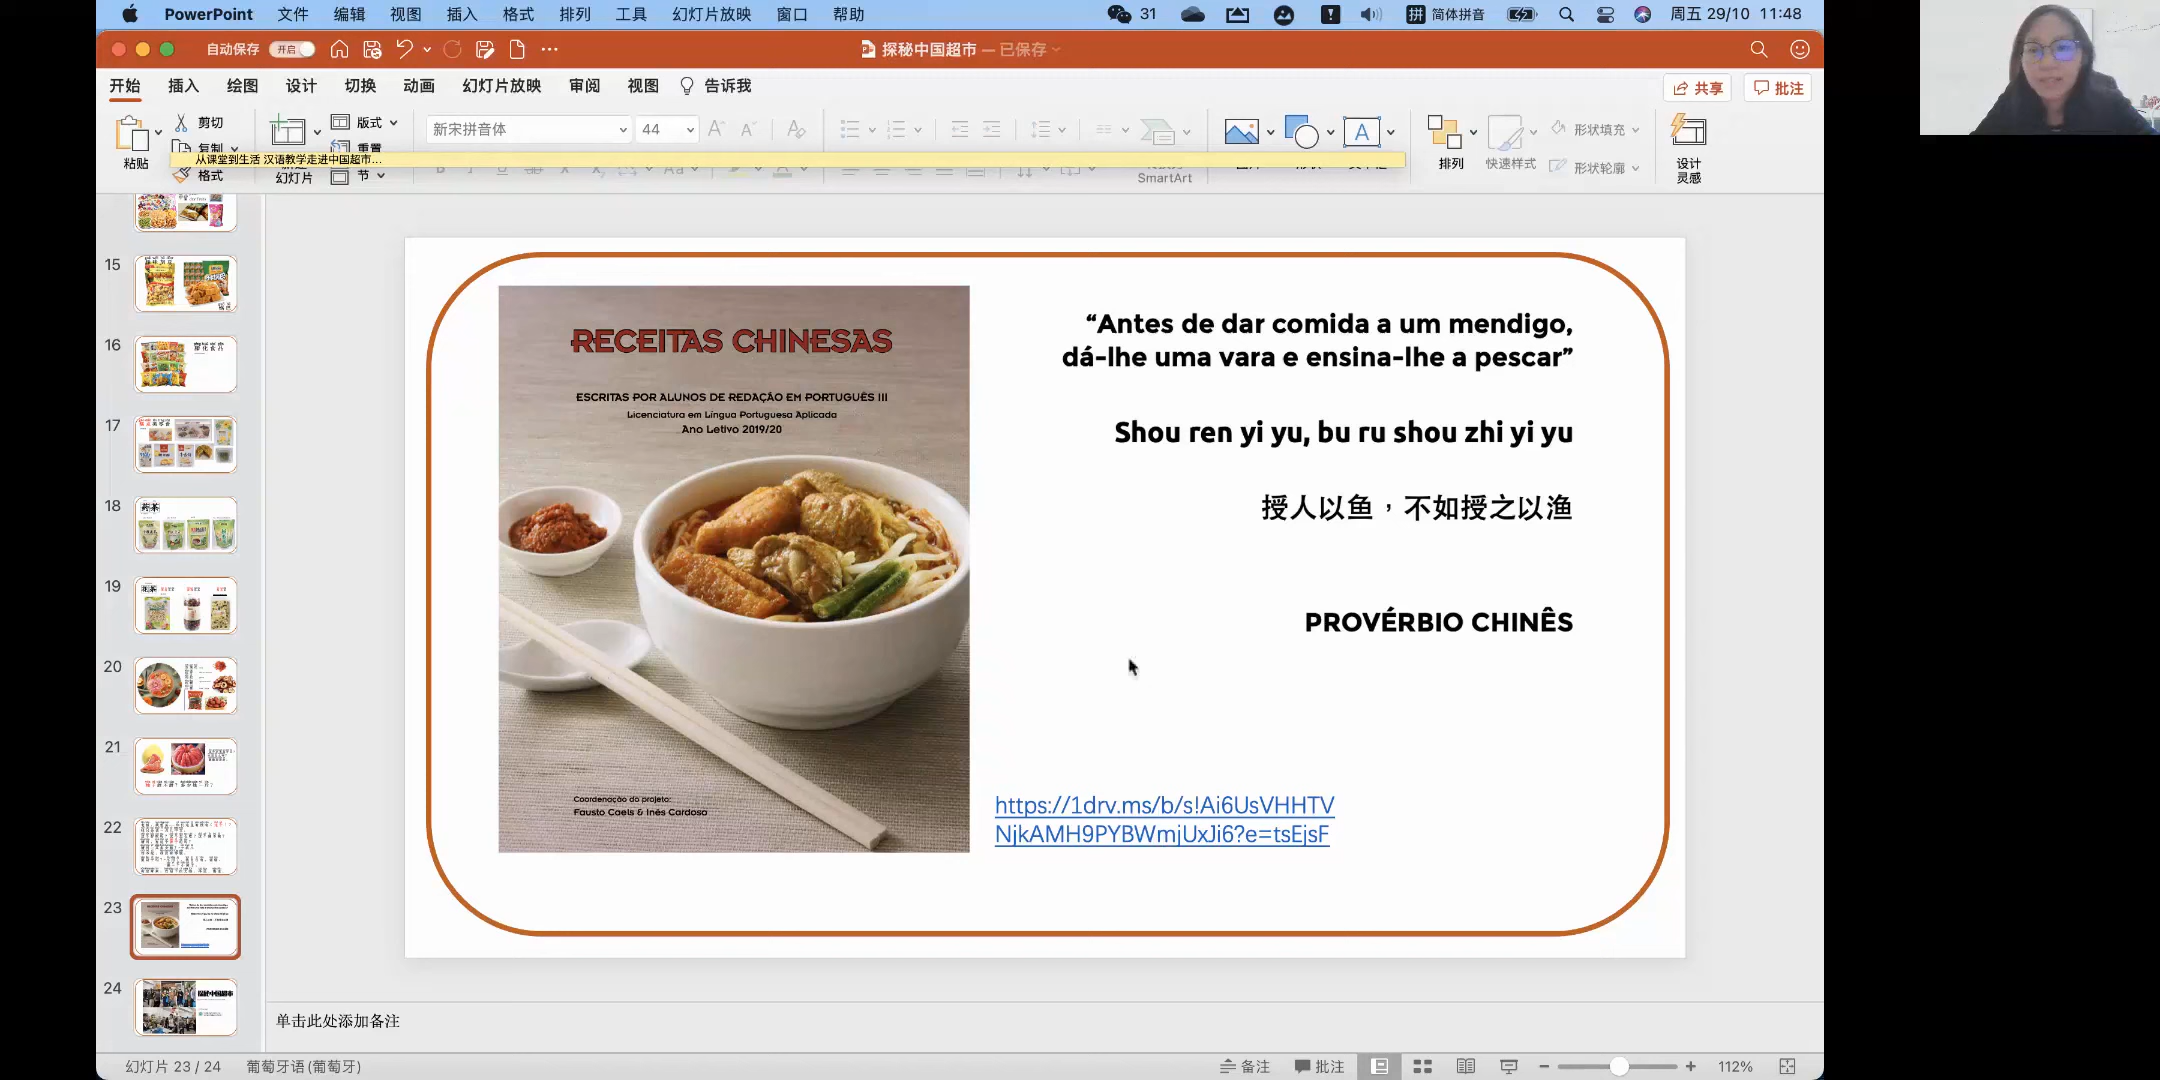 PowerPoint 文件 编辑 视图 插入 格式 排列 工具 幻灯片放映 窗口 帮助
31 拼 简体拼音 周五 29/10 11:48
自动保存 开启 探秘中国超市 — 已保存
开始 插入 绘图 设计 切换 动画 幻灯片放映 审阅 视图 告诉我 共享 批注
粘贴 剪切 复制 格式
幻灯片 版式 重置 节
新宋拼音体 44
SmartArt
排列 快速样式 形状填充 形状轮廓 设计灵感
从课堂到生活 汉语教学走进中国超市...
15
16
17
18
19
20
21
22
23
24
RECEITAS CHINESAS
ESCRITAS POR ALUNOS DE REDAÇÃO EM PORTUGUÊS III
Licenciatura em Língua Portuguesa Aplicada
Ano Letivo 2019/20
Coordenação do projeto:
Fausto Caels & Inês Cardoso
“Antes de dar comida a um mendigo,
dá-lhe uma vara e ensina-lhe a pescar”
Shou ren yi yu, bu ru shou zhi yi yu
授人以鱼，不如授之以渔
PROVÉRBIO CHINÊS
https://1drv.ms/b/s!Ai6UsVHHTV
NjkAMH9PYBWmjUxJi6?e=tsEjsF
单击此处添加备注
幻灯片 23 / 24 葡萄牙语(葡萄牙) 备注 批注 112%